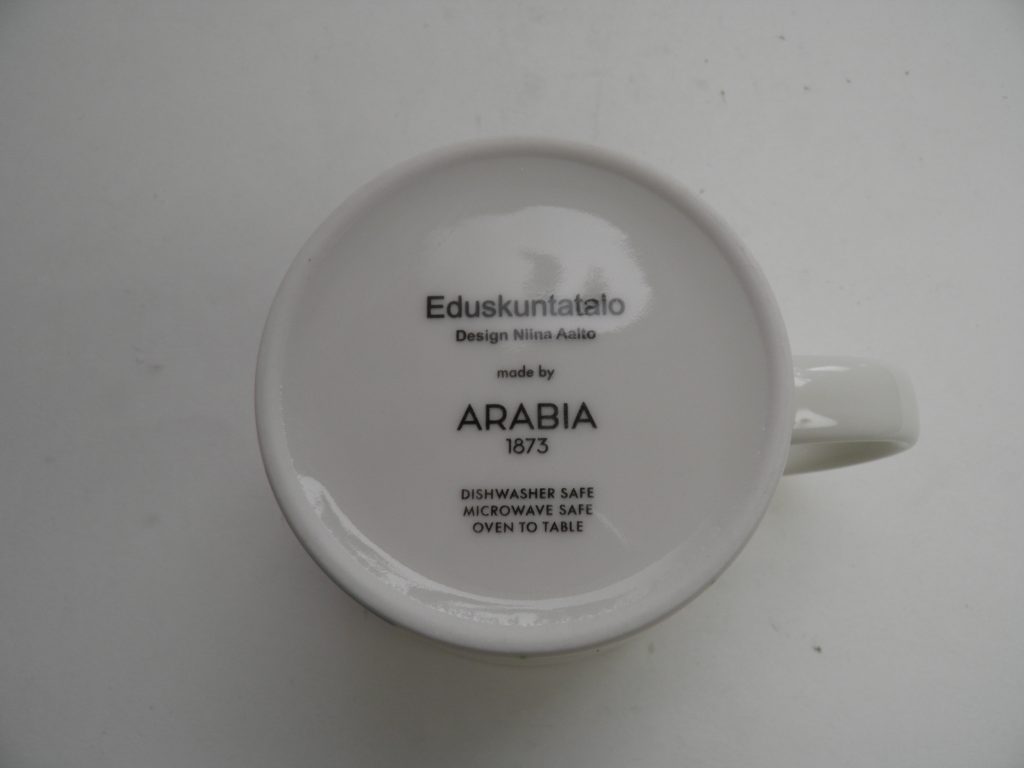 Eduskuntatalo
Design Niina Aalto
made by
ARABIA
1873
DISHWASHER SAFE
MICROWAVE SAFE
OVEN TO TABLE